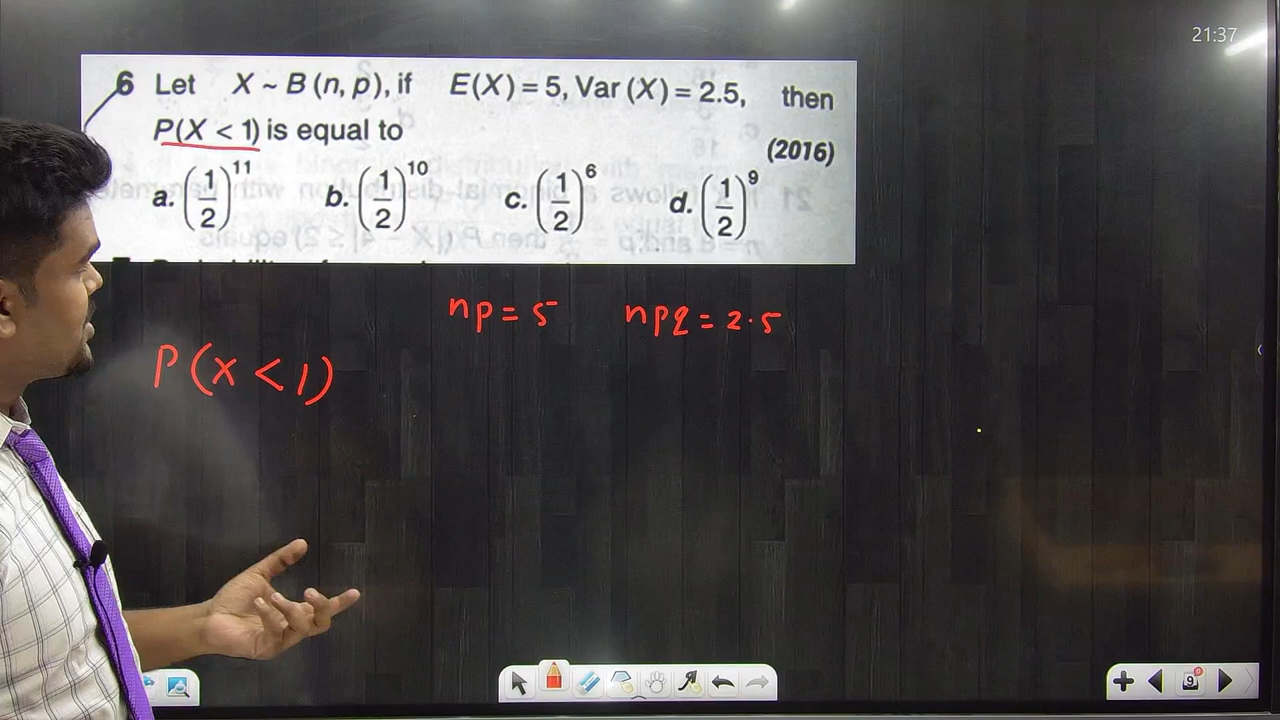 21:37
6 Let X ~ B (n, p), if E(X) = 5, Var (X) = 2.5, then
P(X < 1) is equal to
(2016)
a. (1/2)^11 b. (1/2)^10 c. (1/2)^6 d. (1/2)^9
np = 5 npq = 2.5
P(X < 1)
9